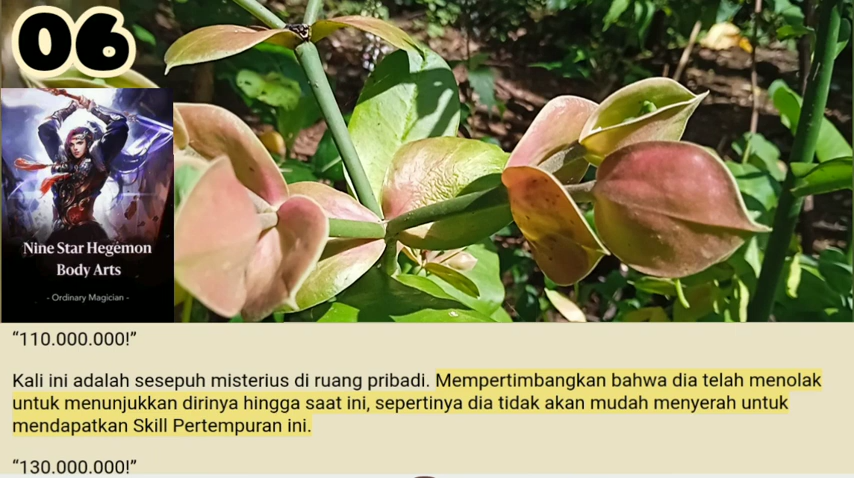 06
Nine Star Hegemon
Body Arts
- Ordinary Magician -
“110.000.000!”
Kali ini adalah sesepuh misterius di ruang pribadi. Mempertimbangkan bahwa dia telah menolak
untuk menunjukkan dirinya hingga saat ini, sepertinya dia tidak akan mudah menyerah untuk
mendapatkan Skill Pertempuran ini.
“130.000.000!”